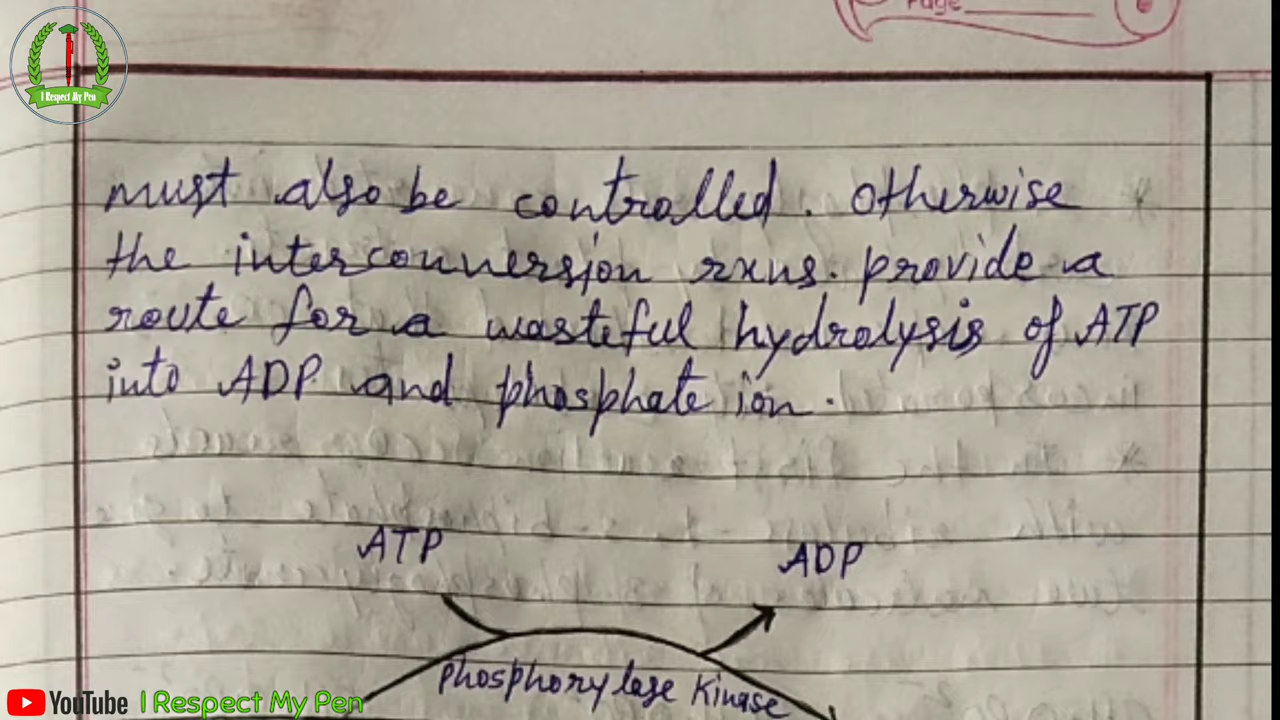 Page
I Respect My Pen
must also be controlled. Otherwise
the interconversion rxns. provide a
route for a wasteful hydrolysis of ATP
into ADP and phosphate ion.
ATP
ADP
phosphorylase Kinase
YouTube I Respect My Pen